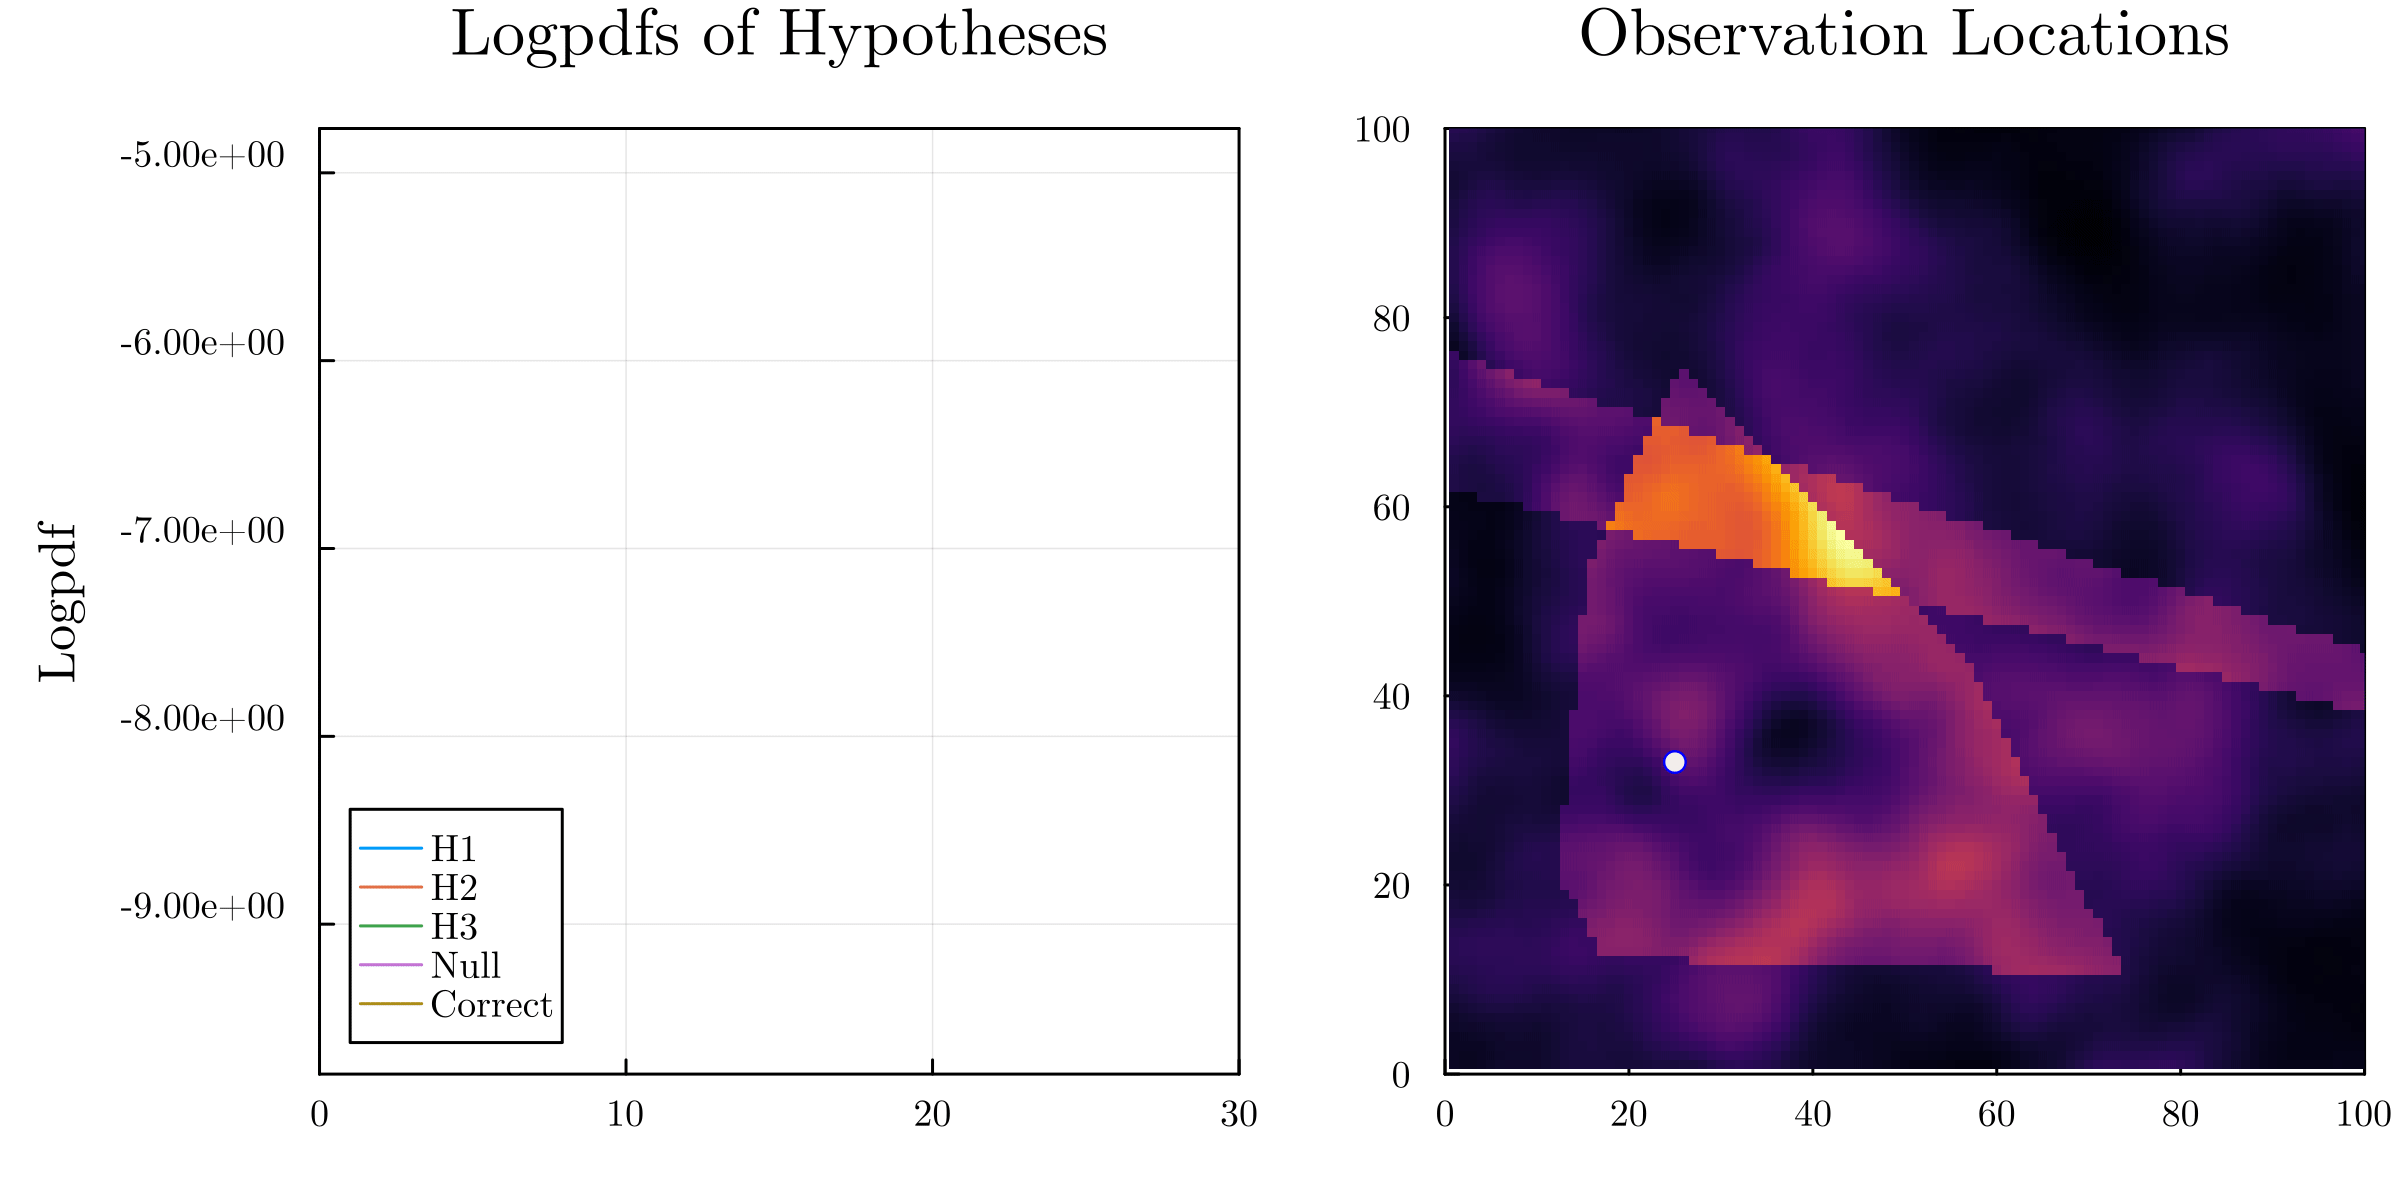 Logpdfs of Hypotheses
Logpdf
-5.00e+00
-6.00e+00
-7.00e+00
-8.00e+00
-9.00e+00
0
10
20
30
H1
H2
H3
Null
Correct
Observation Locations
100
80
60
40
20
0
0
20
40
60
80
100